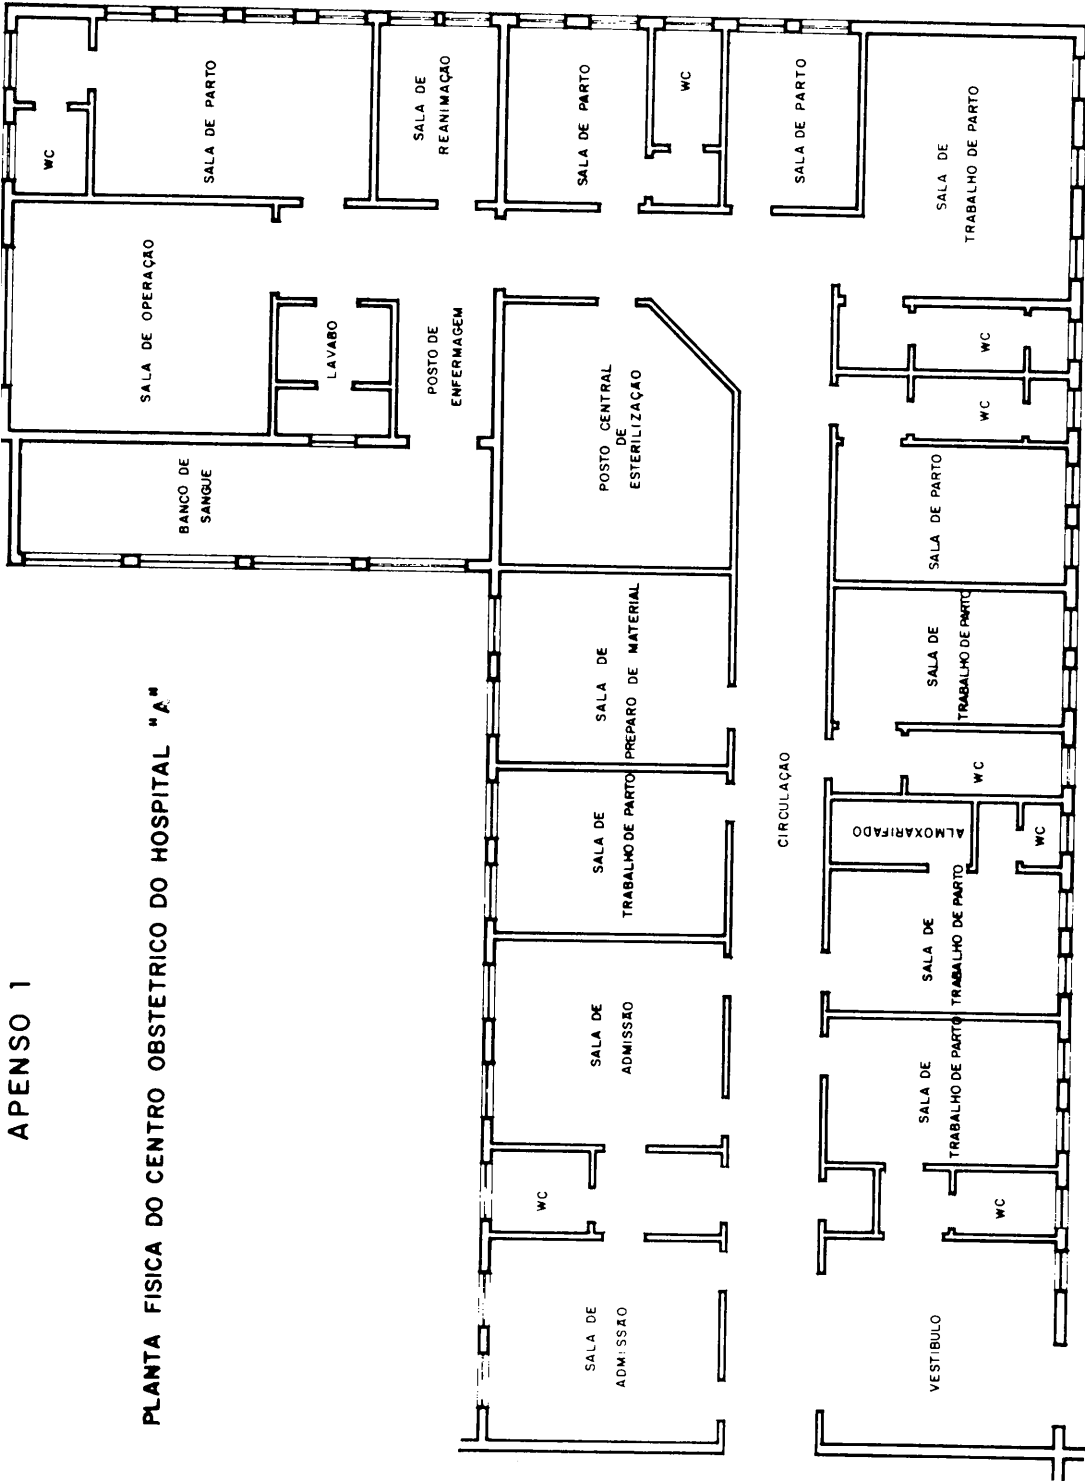 APENSO 1
PLANTA FISICA DO CENTRO OBSTETRICO DO HOSPITAL "A"
WC
SALA DE PARTO
SALA DE
REANIMAÇÃO
SALA DE PARTO
WC
SALA DE PARTO
SALA DE
TRABALHO DE PARTO
SALA DE OPERAÇÃO
LAVABO
POSTO DE
ENFERMAGEM
POSTO CENTRAL
DE
ESTERILIZAÇÃO
WC
WC
BANCO DE
SANGUE
SALA DE PARTO
SALA DE
PREPARO DE MATERIAL
SALA DE
TRABALHO DE PARTO
SALA DE
TRABALHO DE PARTO
CIRCULAÇÃO
WC
ALMOXARIFADO
WC
SALA DE
TRABALHO DE PARTO
SALA DE
ADMISSÃO
SALA DE
TRABALHO DE PARTO
WC
WC
SALA DE
ADMISSÃO
VESTIBULO